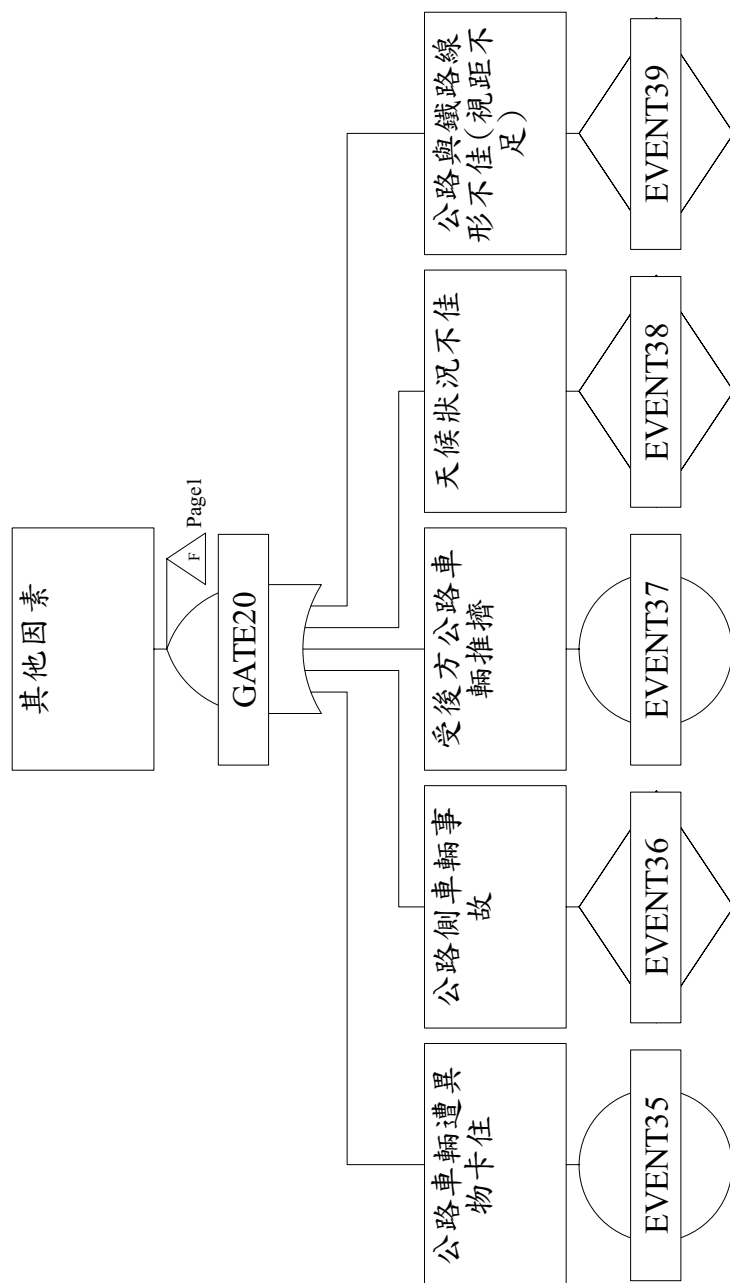 其他因素
F
Page1
GATE20
公路車輛遭異
物卡住
EVENT35
公路側車輛事
故
EVENT36
受後方公路車
輛推擠
EVENT37
天候狀況不佳
EVENT38
公路與鐵路線
形不佳(視距不
足)
EVENT39